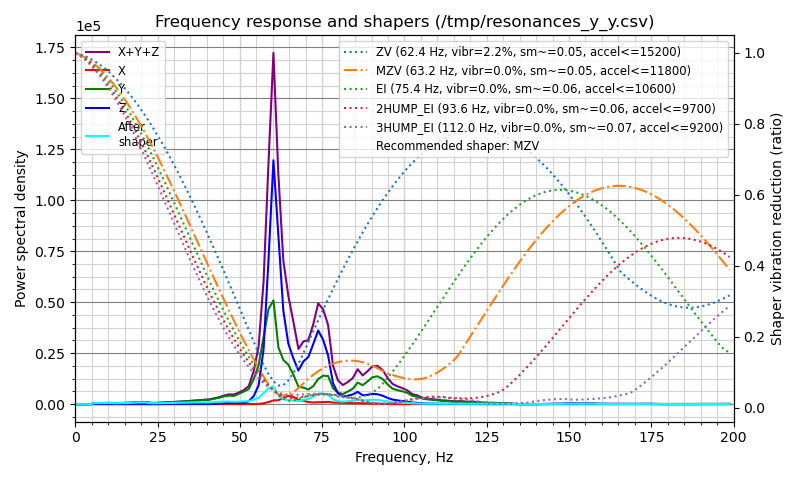 Frequency response and shapers (/tmp/resonances_y_y.csv)
1e5
X+Y+Z
X
Y
Z
After
shaper
ZV (62.4 Hz, vibr=2.2%, sm~=0.05, accel<=15200)
MZV (63.2 Hz, vibr=0.0%, sm~=0.05, accel<=11800)
EI (75.4 Hz, vibr=0.0%, sm~=0.06, accel<=10600)
2HUMP_EI (93.6 Hz, vibr=0.0%, sm~=0.06, accel<=9700)
3HUMP_EI (112.0 Hz, vibr=0.0%, sm~=0.07, accel<=9200)
Recommended shaper: MZV
Power spectral density
1.75
1.50
1.25
1.00
0.75
0.50
0.25
0.00
Shaper vibration reduction (ratio)
1.0
0.8
0.6
0.4
0.2
0.0
0 25 50 75 100 125 150 175 200
Frequency, Hz